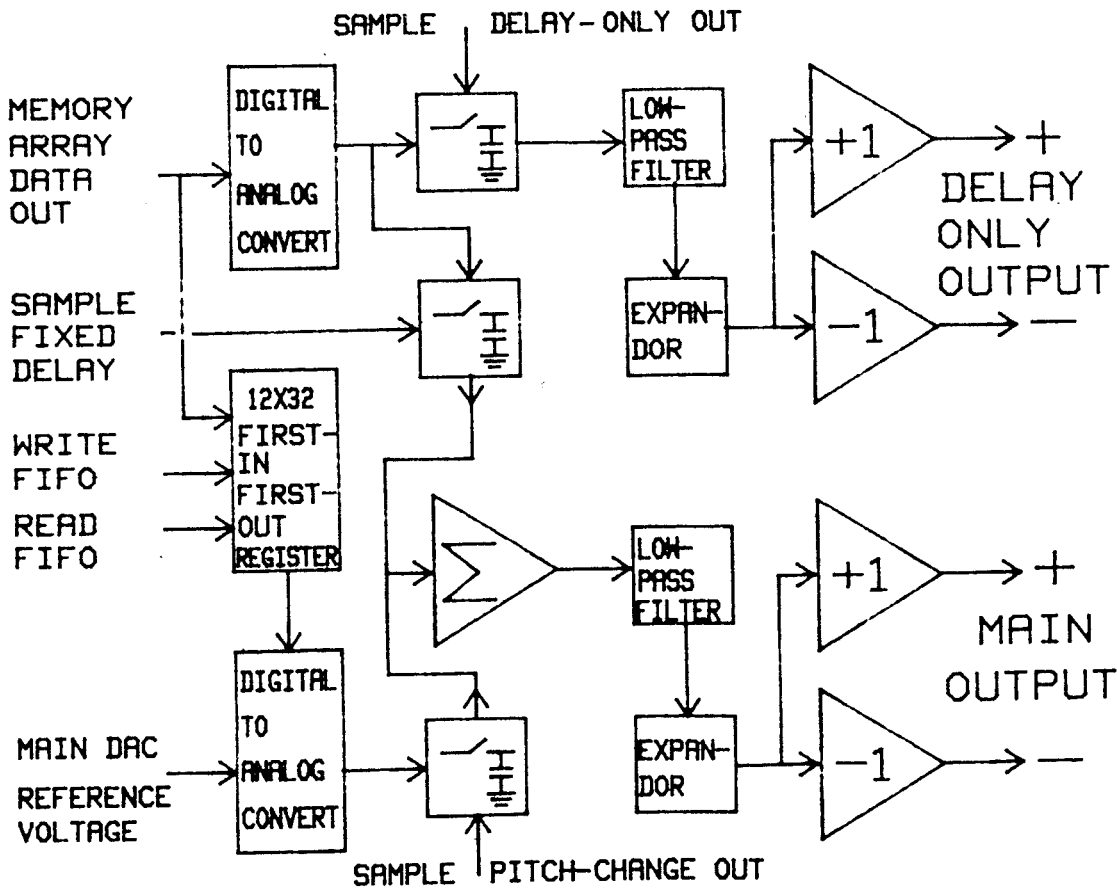 SAMPLE DELAY-ONLY OUT
MEMORY
ARRAY
DATA
OUT
DIGITAL
TO
ANALOG
CONVERT
LOW-
PASS
FILTER
+1
+
DELAY
ONLY
OUTPUT
SAMPLE
FIXED
DELAY
EXPAN-
DOR
-1
-
12X32
FIRST-
IN
FIRST-
OUT
REGISTER
WRITE
FIFO
READ
FIFO
Σ
LOW-
PASS
FILTER
+1
+
MAIN
OUTPUT
DIGITAL
TO
ANALOG
CONVERT
MAIN DAC
REFERENCE
VOLTAGE
EXPAN-
DOR
-1
-
SAMPLE PITCH-CHANGE OUT